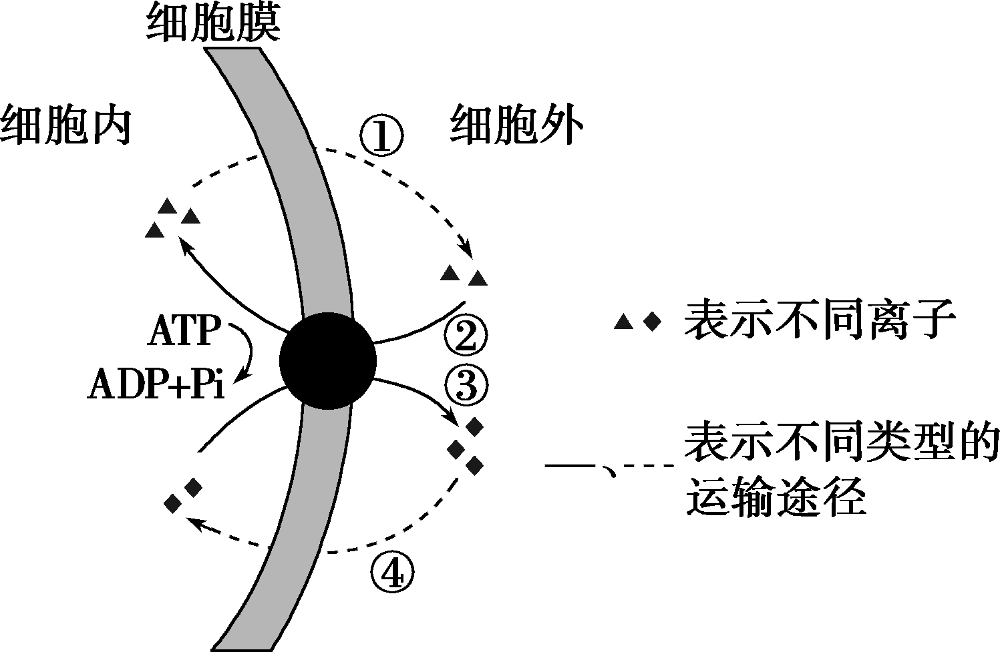 细胞膜
细胞内
①
细胞外
ATP
②
▲◆ 表示不同离子
ADP+Pi
③
—、--- 表示不同类型的
运输途径
④